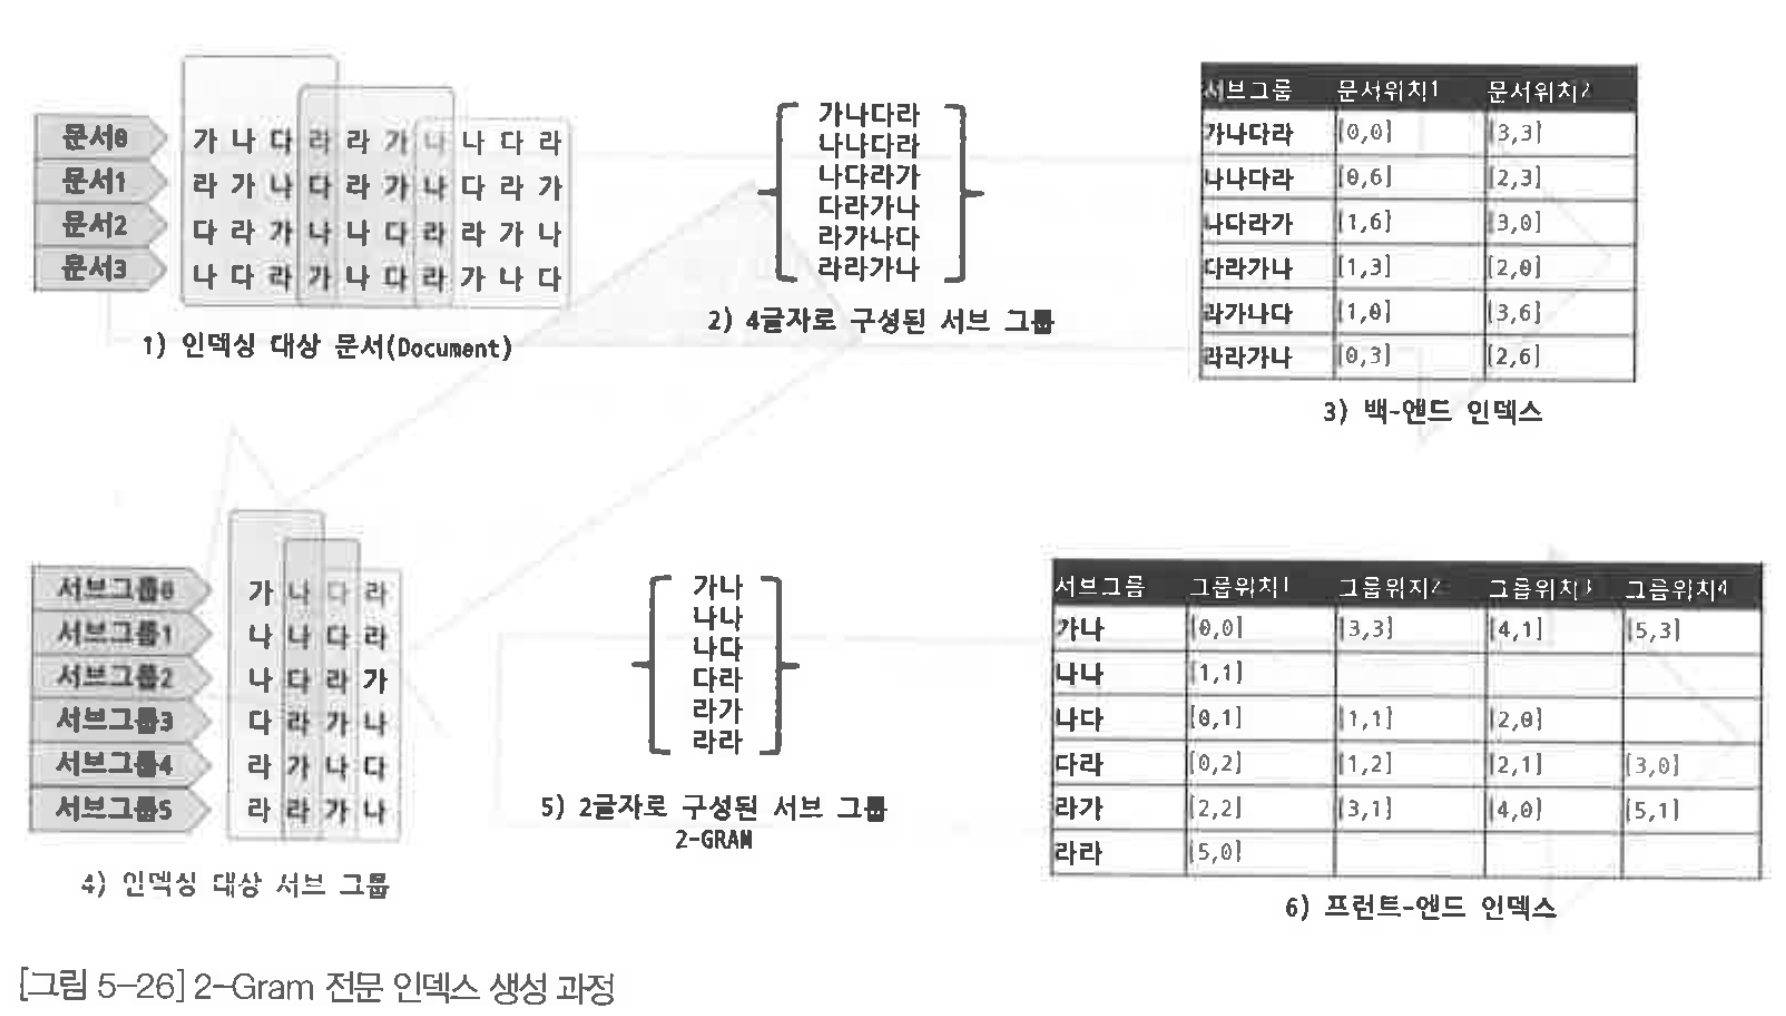 문서0 가 나 다 라 라 가 나 나 다 라
문서1 라 가 나 다 라 가 나 다 라 가
문서2 다 라 가 나 나 다 라 라 가 나
문서3 나 다 라 가 나 다 라 가 나 다
1) 인덱싱 대상 문서(Document)
가나다라
나나다라
나다라가
다라가나
라가나다
라라가나
2) 4글자로 구성된 서브 그룹
서브그룹 문서위치1 문서위치2
가나다라 [0,0] [3,3]
나나다라 [0,6] [2,3]
나다라가 [1,6] [3,0]
다라가나 [1,3] [2,0]
라가나다 [1,0] [3,6]
라라가나 [0,3] [2,6]
3) 백-엔드 인덱스
서브그룹0 가 나 다 라
서브그룹1 나 나 다 라
서브그룹2 나 다 라 가
서브그룹3 다 라 가 나
서브그룹4 라 가 나 다
서브그룹5 라 라 가 나
4) 인덱싱 대상 서브 그룹
가나
나나
나다
다라
라가
라라
5) 2글자로 구성된 서브 그룹
2-GRAM
서브그룹 그룹위치1 그룹위치2 그룹위치3 그룹위치4
가나 [0,0] [3,3] [4,1] [5,3]
나나 [1,1]
나다 [0,1] [1,1] [2,0]
다라 [0,2] [1,2] [2,1] [3,0]
라가 [2,2] [3,1] [4,0] [5,1]
라라 [5,0]
6) 프런트-엔드 인덱스
[그림 5-26] 2-Gram 전문 인덱스 생성 과정